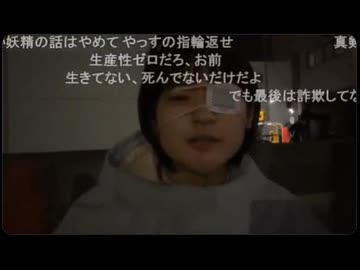 妖精の話はやめて やっすの指輪返せ
生産性ゼロだろ、お前
生きてない、死んでないだけだよ
でも最後は詐欺してな